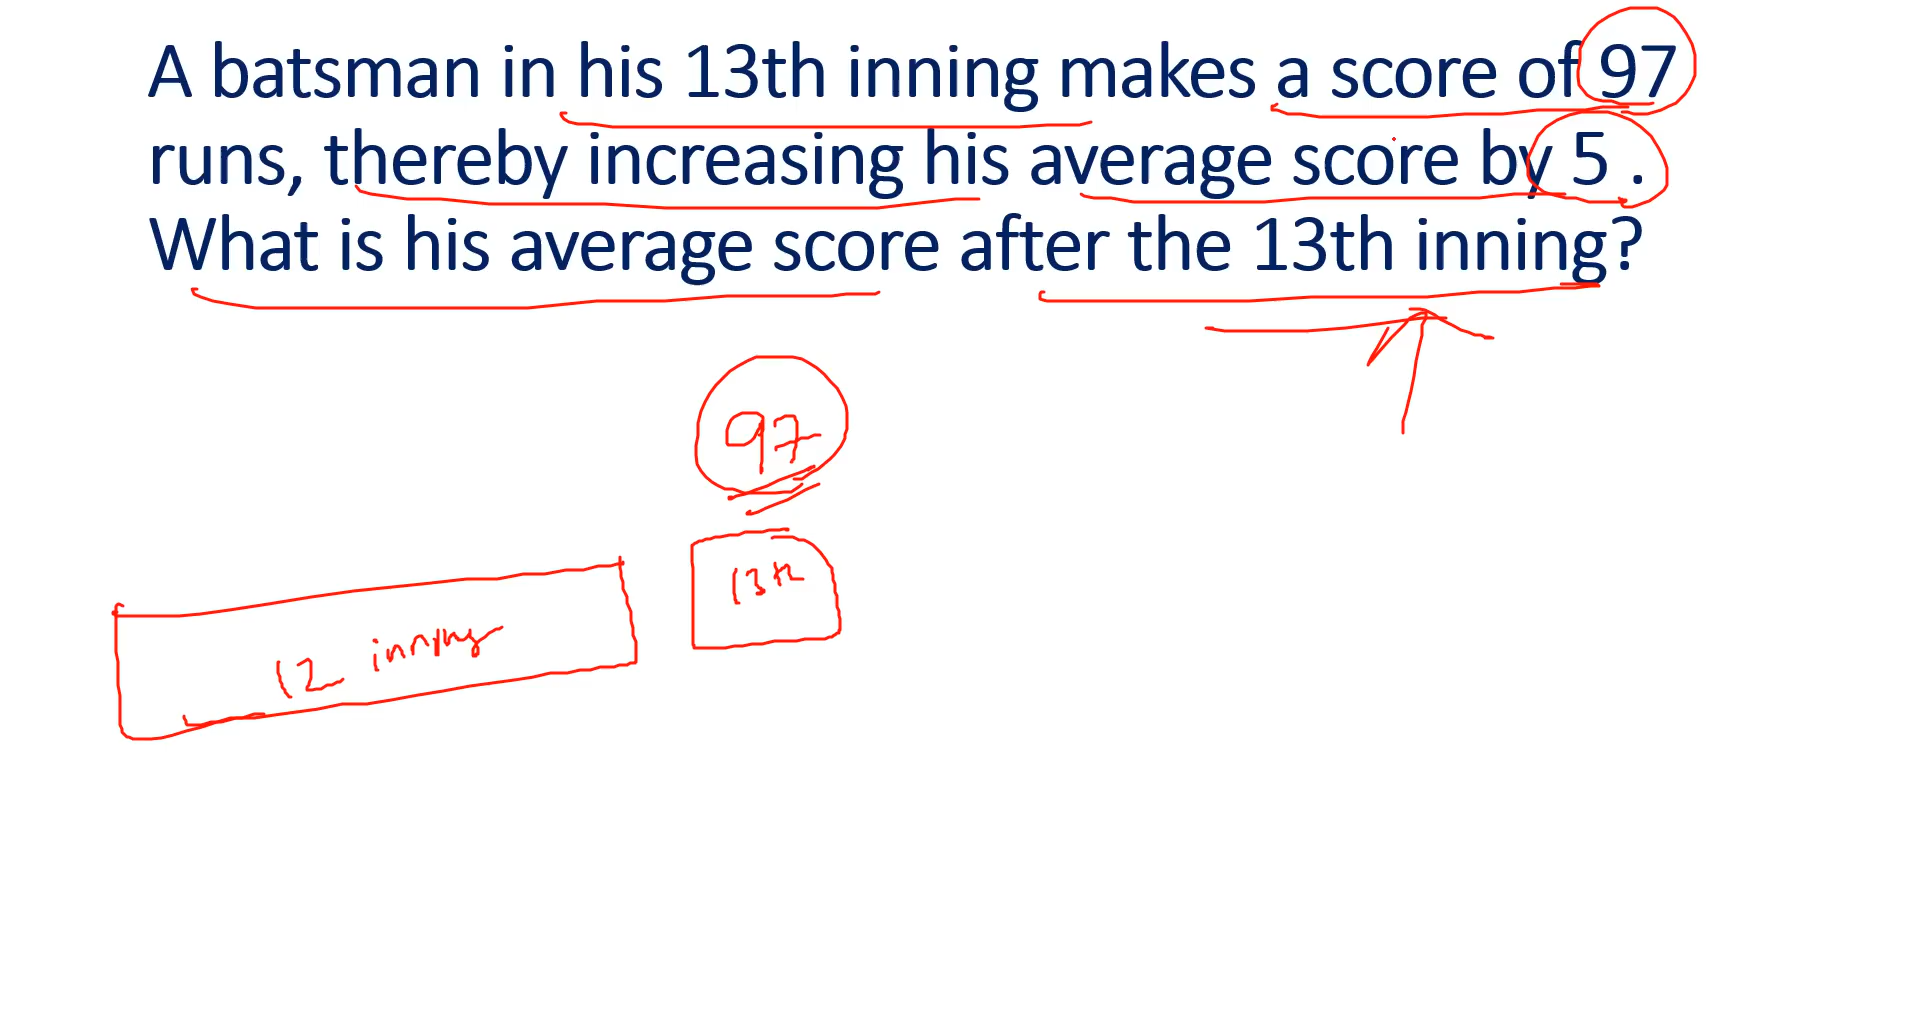 A batsman in his 13th inning makes a score of 97
runs, thereby increasing his average score by 5 .
What is his average score after the 13th inning?
97
13th
12 innings